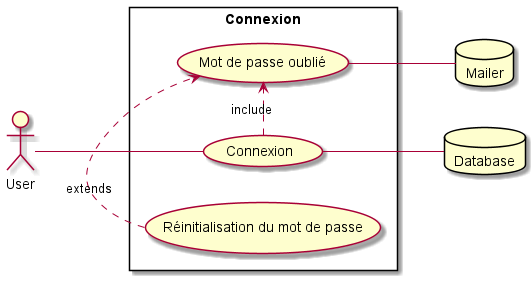 Connexion
Mot de passe oublié
Mailer
include
User
Connexion
Database
extends
Réinitialisation du mot de passe